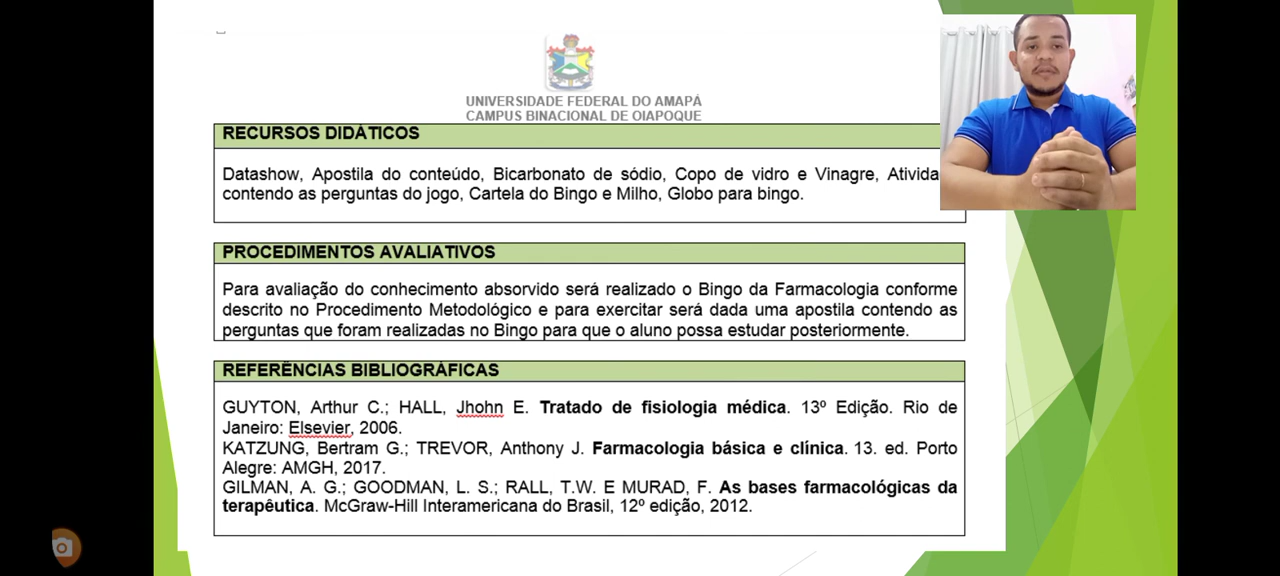 UNIVERSIDADE FEDERAL DO AMAPÁ
CAMPUS BINACIONAL DE OIAPOQUE
RECURSOS DIDÁTICOS
Datashow, Apostila do conteúdo, Bicarbonato de sódio, Copo de vidro e Vinagre,
contendo as perguntas do jogo, Cartela do Bingo e Milho, Globo para bingo.
PROCEDIMENTOS AVALIATIVOS
Para avaliação do conhecimento absorvido será realizado o Bingo da Farmacologia conforme
descrito no Procedimento Metodológico e para exercitar será dada uma apostila contendo as
perguntas que foram realizadas no Bingo para que o aluno possa estudar posteriormente.
REFERÊNCIAS BIBLIOGRÁFICAS
GUYTON, Arthur C.; HALL, Jhohn E. Tratado de fisiologia médica. 13º Edição. Rio de
Janeiro: Elsevier, 2006.
KATZUNG, Bertram G.; TREVOR, Anthony J. Farmacologia básica e clínica. 13. ed. Porto
Alegre: AMGH, 2017.
GILMAN, A. G.; GOODMAN, L. S.; RALL, T.W. E MURAD, F. As bases farmacológicas da
terapêutica. McGraw-Hill Interamericana do Brasil, 12º edição, 2012.